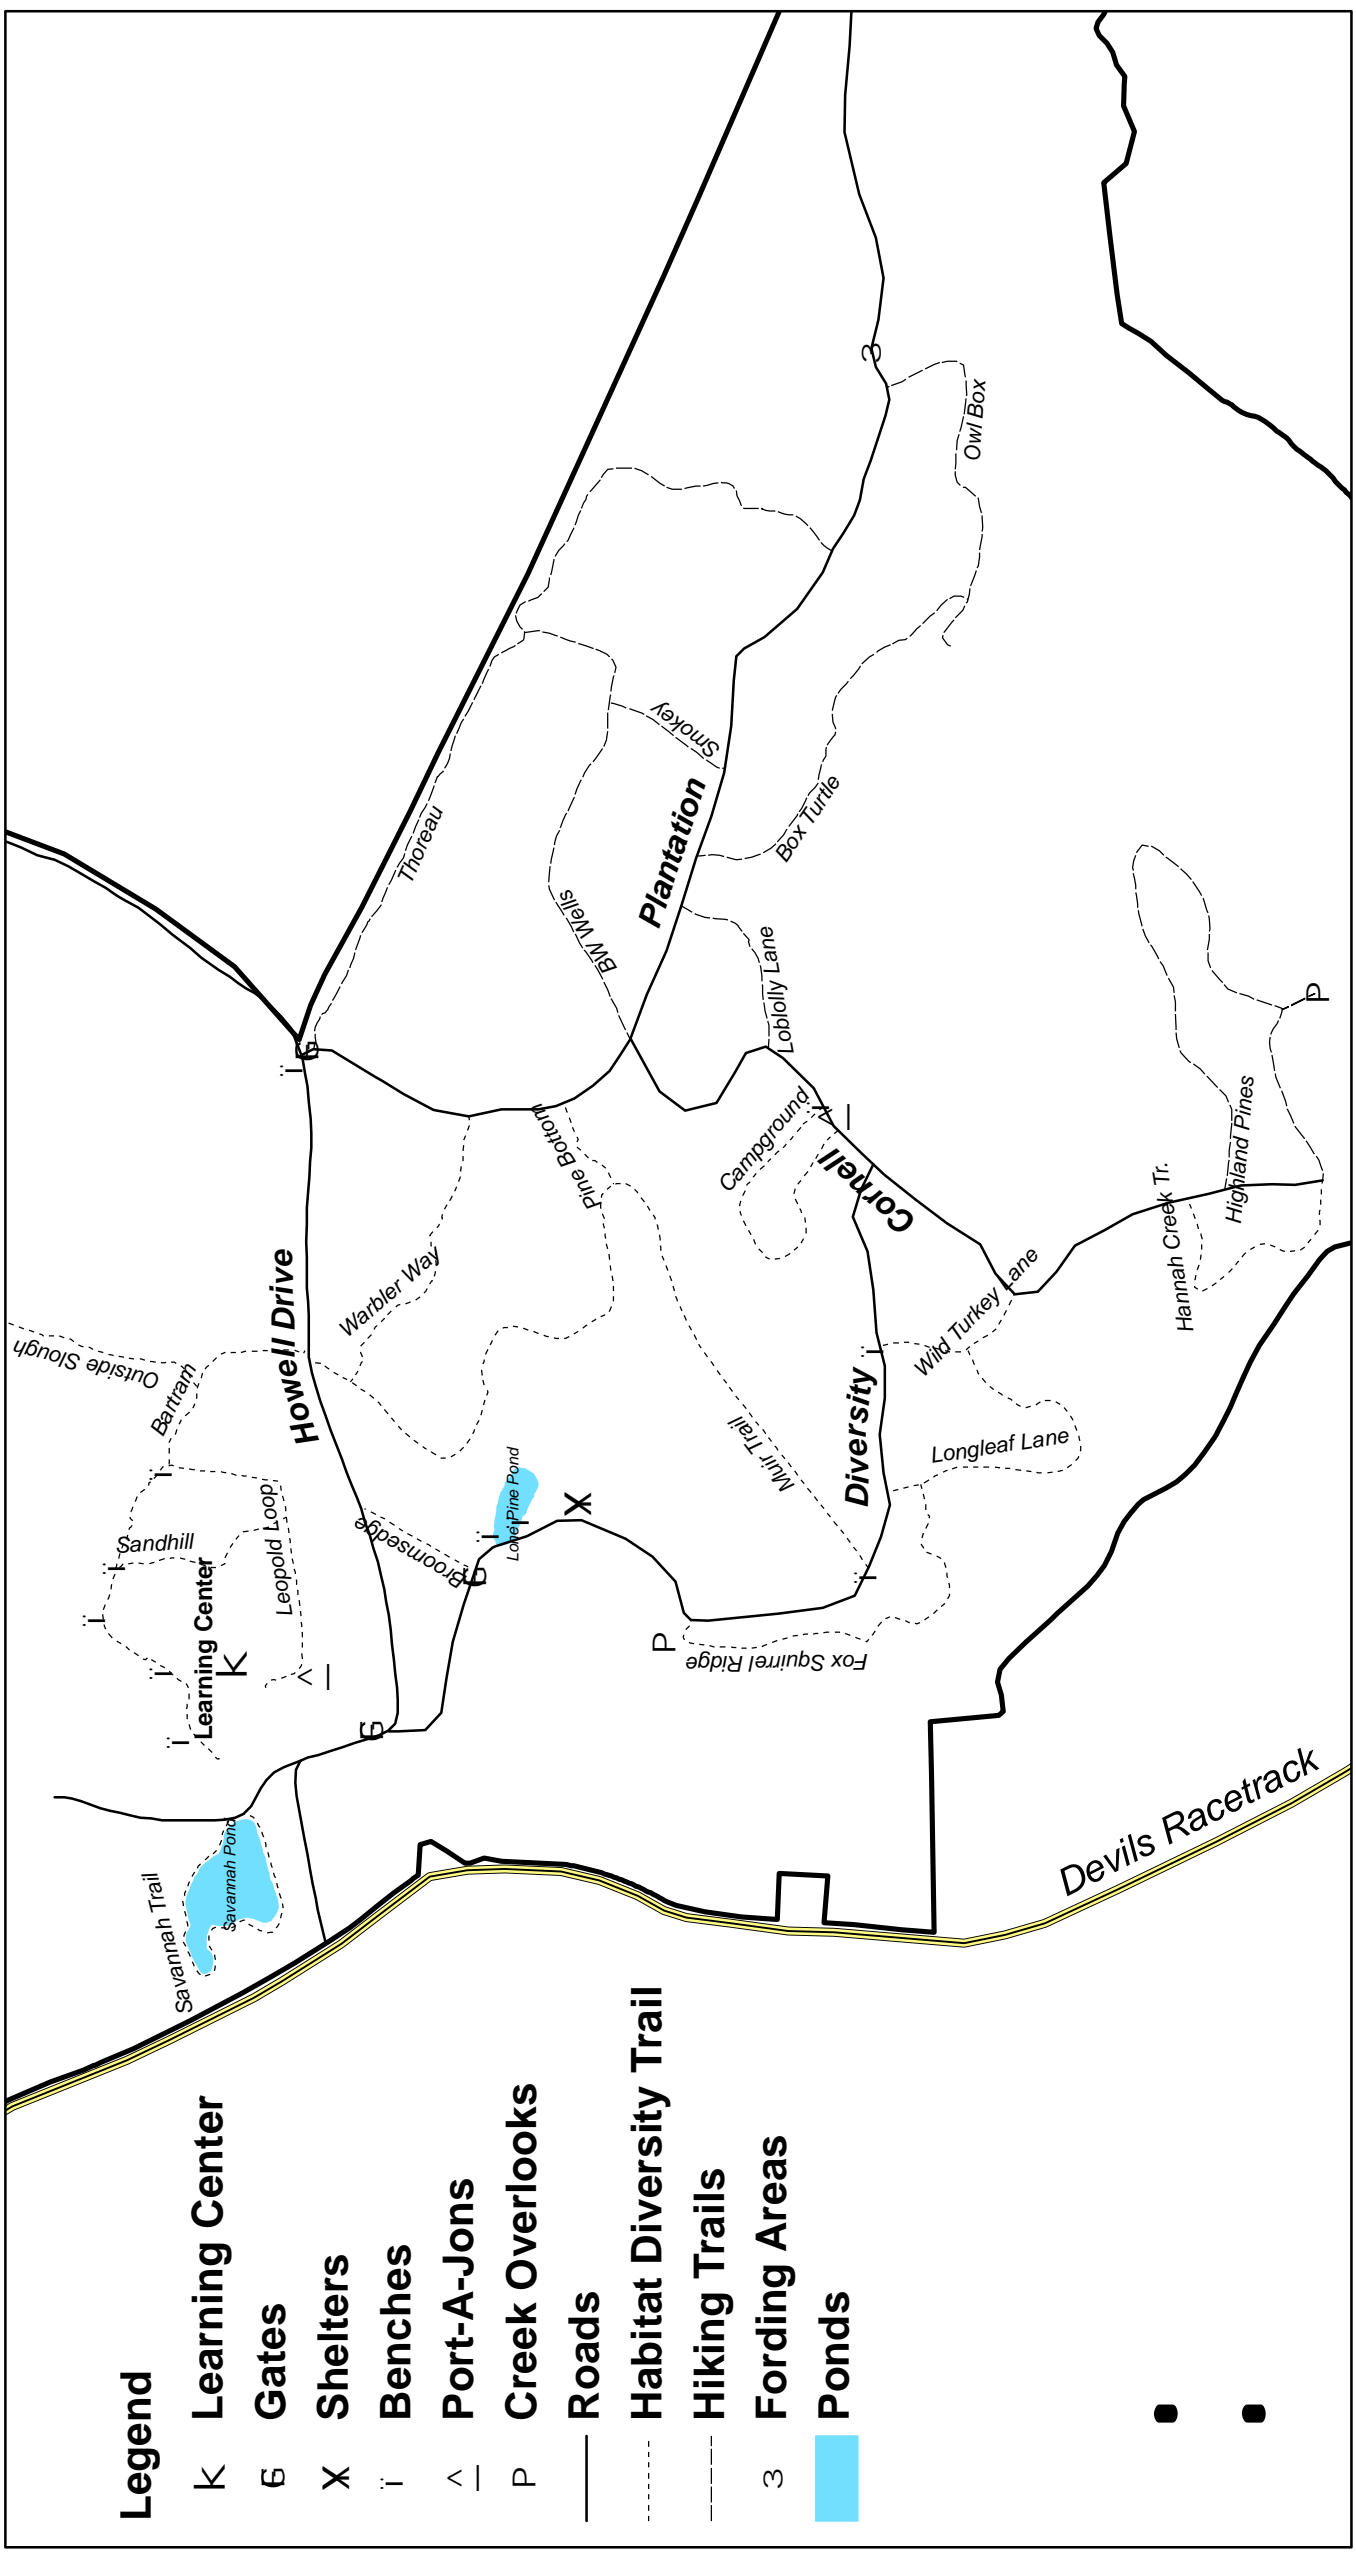 Legend
K Learning Center
G Gates
X Shelters
ï Benches
^ Port-A-Jons
P Creek Overlooks
Roads
Habitat Diversity Trail
Hiking Trails
3 Fording Areas
Ponds
Savannah Trail
Savannah Pond
Learning Center
K
Sandhill
Leopold Loop
Bartram
Outside Slough
Howell Drive
Broomsedge
Lone Pine Pond
Warbler Way
Pine Bottom
Muir Trail
Fox Squirrel Ridge
Diversity
Longleaf Lane
Wild Turkey Lane
Cornell
Campground
Loblolly Lane
Hannah Creek Tr.
Highland Pines
Plantation
BW Wells
Thoreau
Smokey
Box Turtle
Owl Box
Devils Racetrack
G
G
G
X
P
P
3